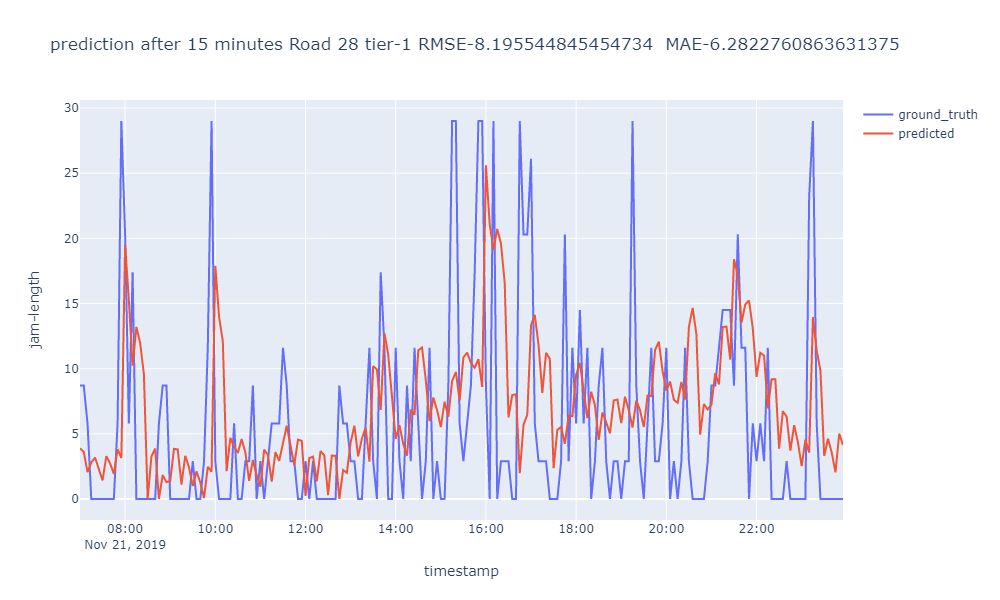 prediction after 15 minutes Road 28 tier-1 RMSE-8.195544845454734  MAE-6.2822760863631375
ground_truth
predicted
30
25
20
15
10
5
0
jam-length
08:00
10:00
12:00
14:00
16:00
18:00
20:00
22:00
Nov 21, 2019
timestamp